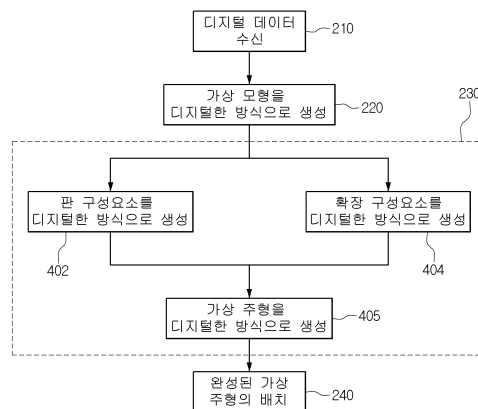 디지털 데이터
수신
210
가상 모형을
디지털한 방식으로 생성
220
230
판 구성요소를
디지털한 방식으로 생성
402
확장 구성요소를
디지털한 방식으로 생성
404
가상 주형을
디지털한 방식으로 생성
405
완성된 가상
주형의 배치
240